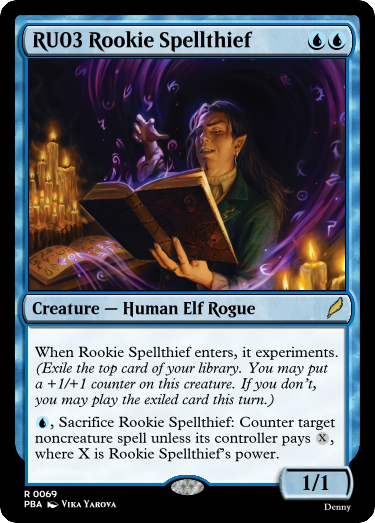 RU03 Rookie Spellthief
Creature — Human Elf Rogue
When Rookie Spellthief enters, it experiments.
(Exile the top card of your library. You may put
a +1/+1 counter on this creature. If you don't,
you may play the exiled card this turn.)
, Sacrifice Rookie Spellthief: Counter target
noncreature spell unless its controller pays X,
where X is Rookie Spellthief's power.
1/1
R 0069
PBA Vika Yarova
Denny